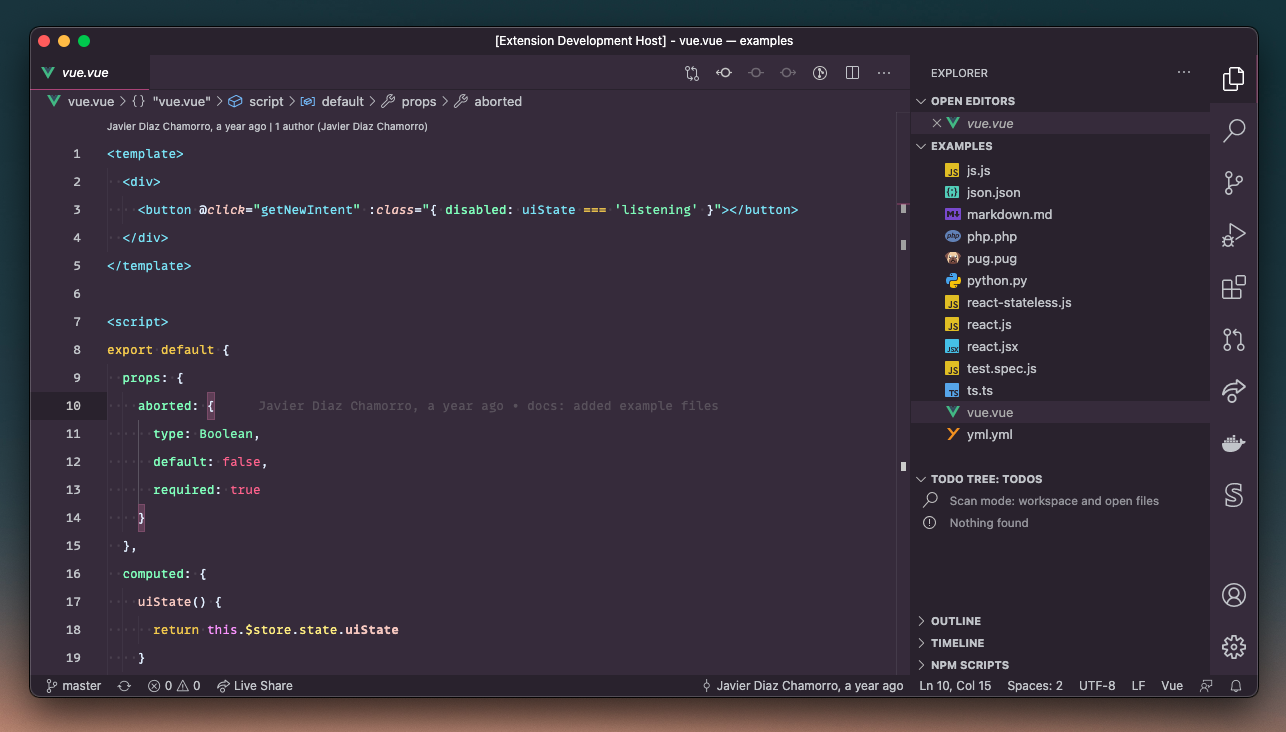 [Extension Development Host] - vue.vue — examples
vue.vue
vue.vue > {} "vue.vue" > script > default > props > aborted
Javier Diaz Chamorro, a year ago | 1 author (Javier Diaz Chamorro)
1 <template>
2 <div>
3 <button @click="getNewIntent" :class="{ disabled: uiState === 'listening' }"></button>
4 </div>
5 </template>
6
7 <script>
8 export default {
9 props: {
10 aborted: { Javier Diaz Chamorro, a year ago • docs: added example files
11 type: Boolean,
12 default: false,
13 required: true
14 }
15 },
16 computed: {
17 uiState() {
18 return this.$store.state.uiState
19 }
EXPLORER
OPEN EDITORS
vue.vue
EXAMPLES
JS js.js
json.json
markdown.md
php php.php
pug.pug
python.py
JS react-stateless.js
JS react.js
JSX react.jsx
JS test.spec.js
TS ts.ts
vue.vue
yml.yml
TODO TREE: TODOS
Scan mode: workspace and open files
Nothing found
OUTLINE
TIMELINE
NPM SCRIPTS
master 0 0 Live Share Javier Diaz Chamorro, a year ago Ln 10, Col 15 Spaces: 2 UTF-8 LF Vue